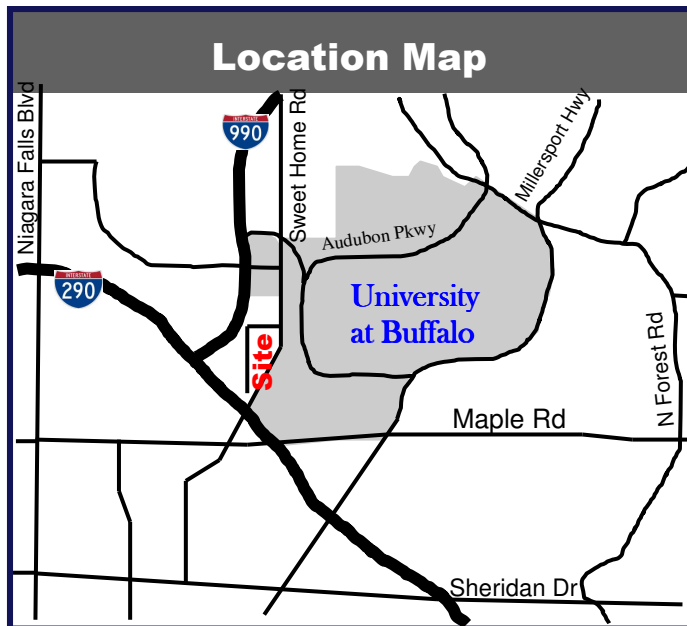 Location Map
Niagara Falls Blvd
INTERSTATE
990
Sweet Home Rd
Millersport Hwy
Audubon Pkwy
INTERSTATE
290
University
at Buffalo
N Forest Rd
Site
Maple Rd
Sheridan Dr